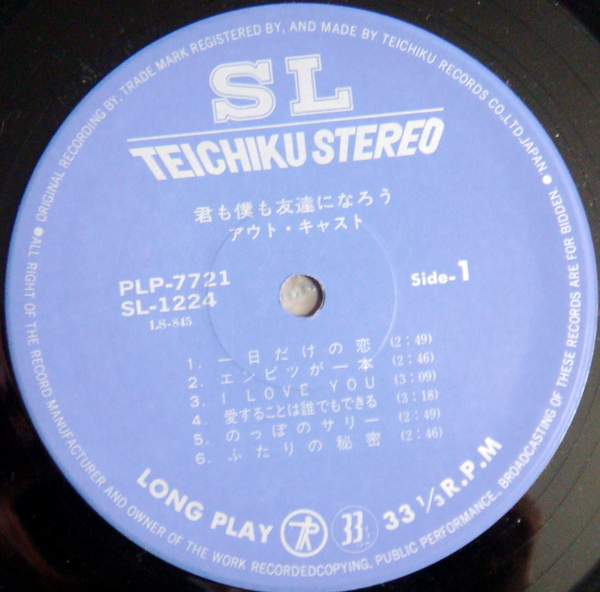 ● ORIGINAL RECORDING BY, TRADE MARK REGISTERED BY, AND MADE BY TEICHIKU RECORDS CO., LTD. JAPAN. ●
SL
TEICHIKU STEREO
君も僕も友達になろう
アウト・キャスト
PLP-7721
SL-1224
LS-845
Side-1
1. 一日だけの恋 (2:49)
2. エンピツが一本 (2:46)
3. I LOVE YOU (3:09)
4. 愛することは誰でもできる (3:18)
5. のっぽのサリー (2:49)
6. ふたりの秘密 (2:46)
LONG PLAY
33
33 1/3 R.P.M
ALL RIGHT OF THE RECORD MANUFACTURER AND OWNER OF THE WORK RECORDEDCOPYING, PUBLIC PERFORMANCE, BROADCASTING OF THESE RECORDS ARE FOR BIDDEN.